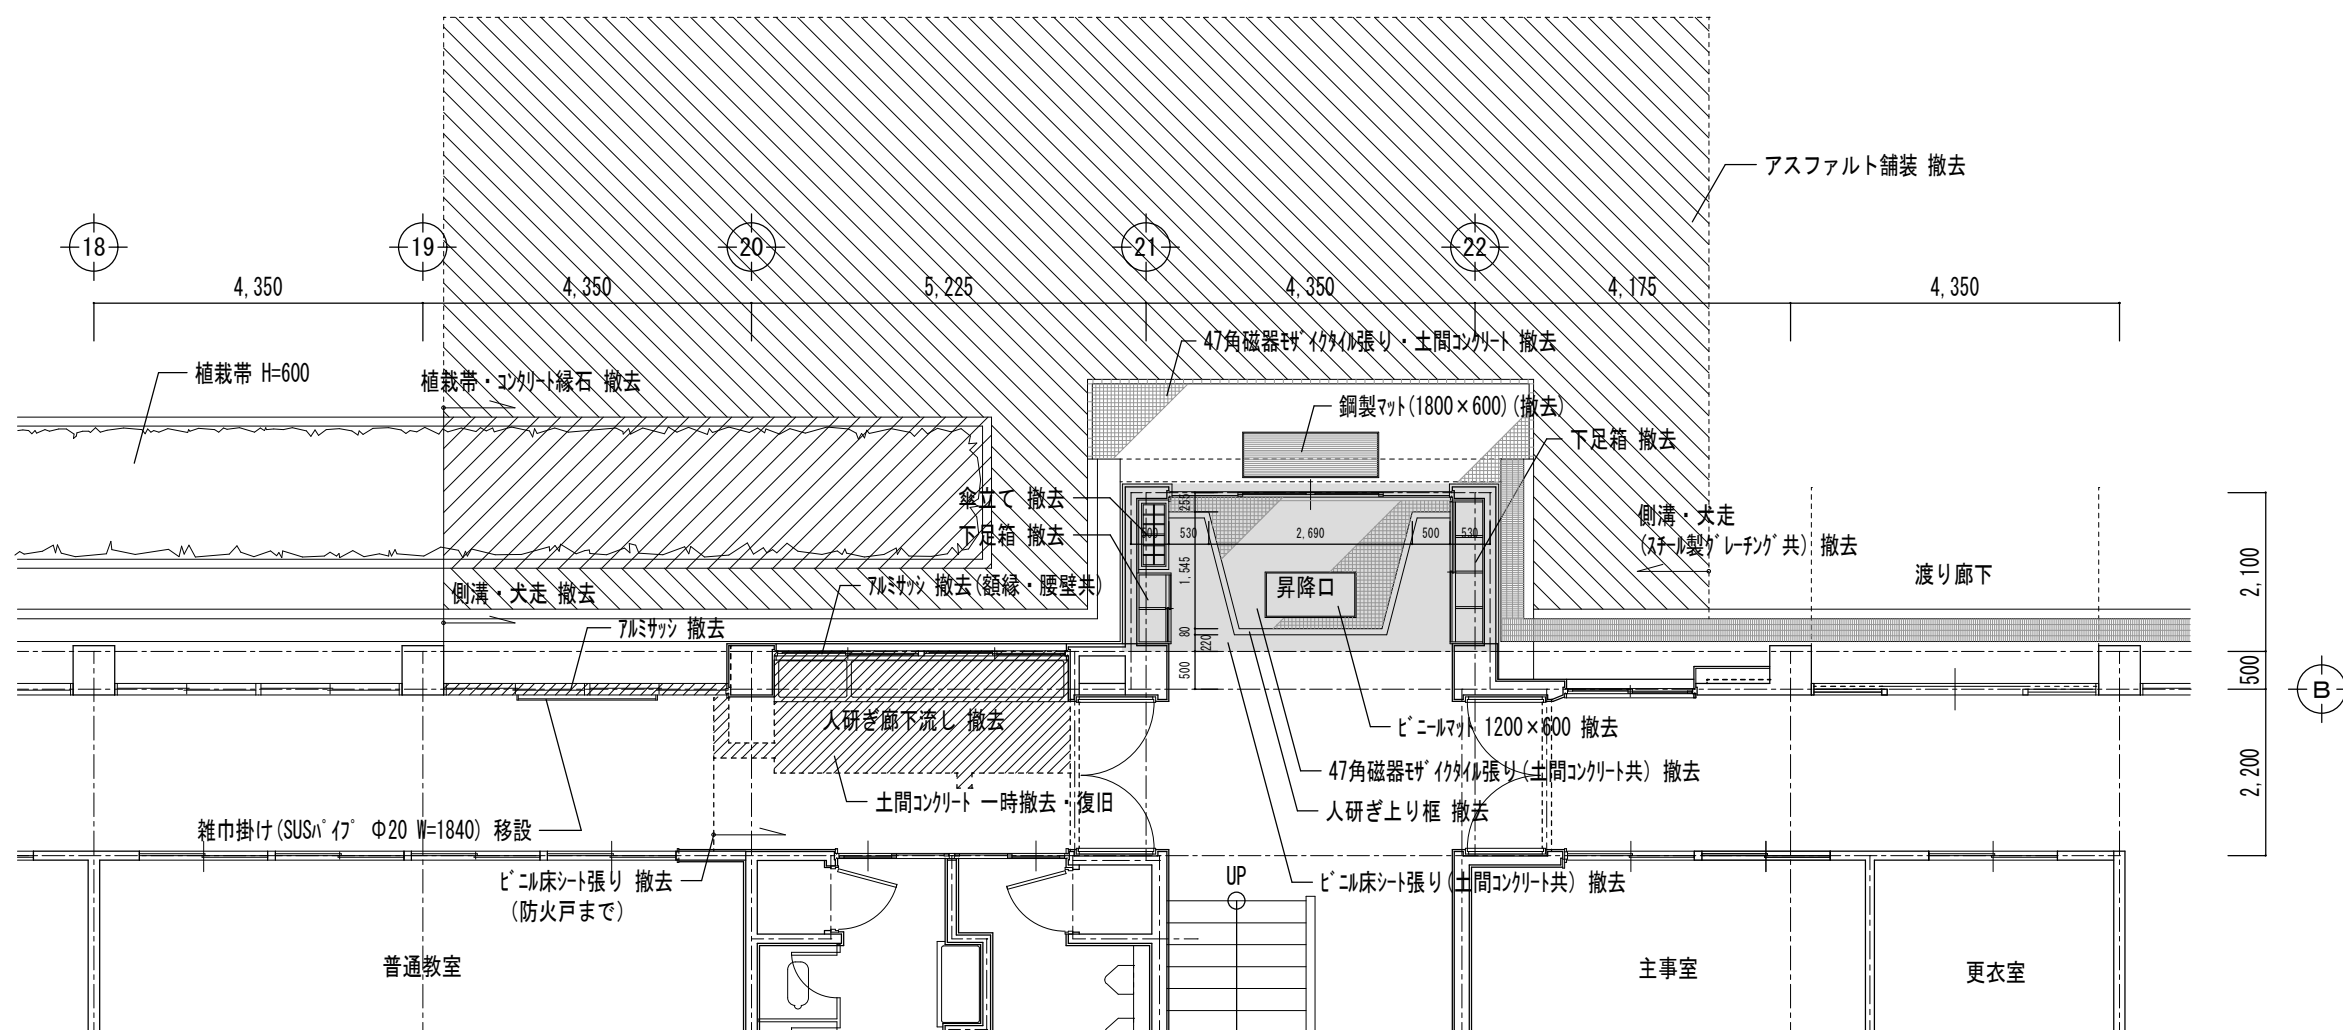 アスファルト舗装 撤去
18
19
20
21
22
4,350
4,350
5,225
4,350
4,175
4,350
47角磁器ﾓｻﾞｲｸﾀｲﾙ張り・土間ｺﾝｸﾘｰﾄ 撤去
植栽帯 H=600
植栽帯・ｺﾝｸﾘｰﾄ縁石 撤去
鋼製ﾏｯﾄ(1800×600)(撤去)
下足箱 撤去
傘立て 撤去
下足箱 撤去
255
500
530
2,690
500
530
側溝・犬走
(ｽﾁｰﾙ製ｸﾞﾚｰﾁﾝｸﾞ共) 撤去
渡り廊下
2,100
1,545
昇降口
ｱﾙﾐｻｯｼ 撤去(額縁・腰壁共)
側溝・犬走 撤去
ｱﾙﾐｻｯｼ 撤去
80
220
500
500
B
人研ぎ廊下流し 撤去
ﾋﾞﾆｰﾙﾏｯﾄ 1200×600 撤去
47角磁器ﾓｻﾞｲｸﾀｲﾙ張り(土間ｺﾝｸﾘｰﾄ共) 撤去
2,200
土間ｺﾝｸﾘｰﾄ 一時撤去・復旧
人研ぎ上り框 撤去
雑巾掛け(SUSﾊﾟｲﾌﾟ Φ20 W=1840) 移設
ﾋﾞﾆﾙ床ｼｰﾄ張り 撤去
(防火戸まで)
UP
ﾋﾞﾆﾙ床ｼｰﾄ張り(土間ｺﾝｸﾘｰﾄ共) 撤去
普通教室
主事室
更衣室